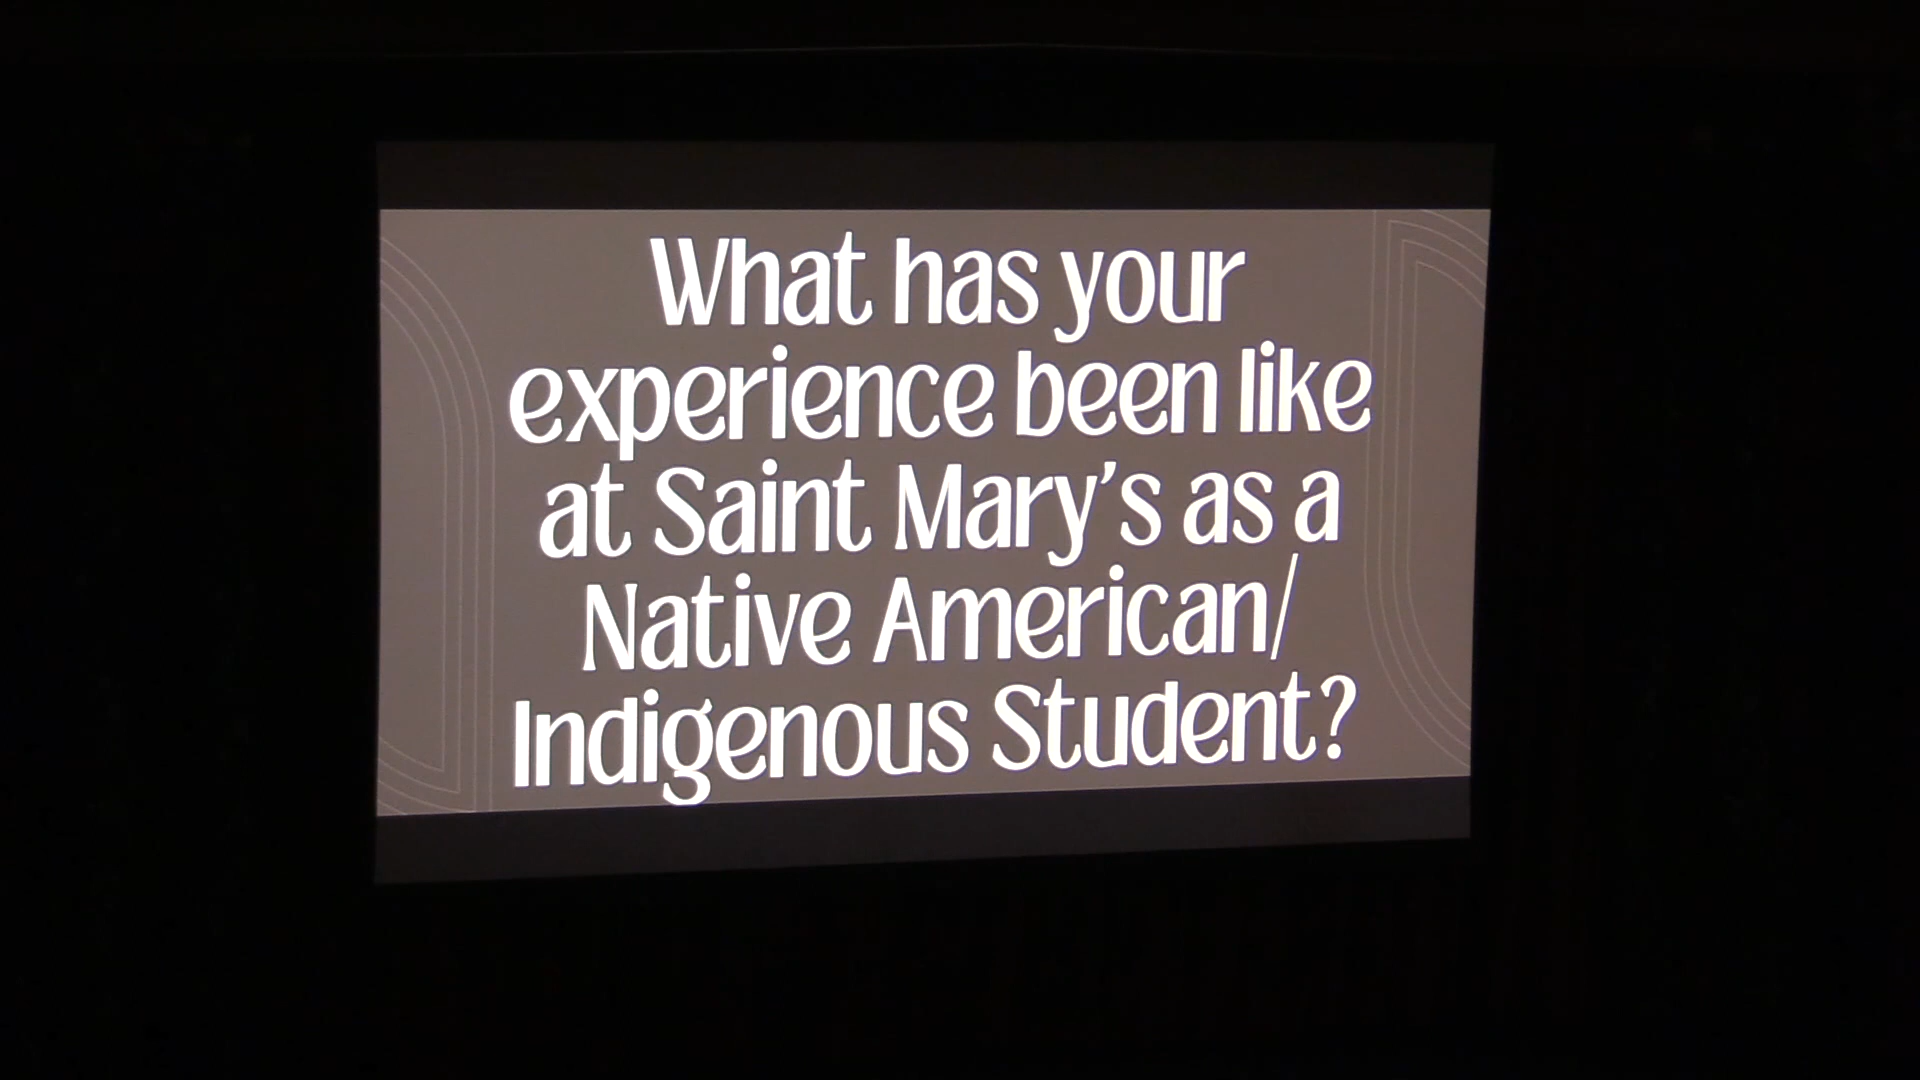 What has your
experience been like
at Saint Mary's as a
Native American/
Indigenous Student?